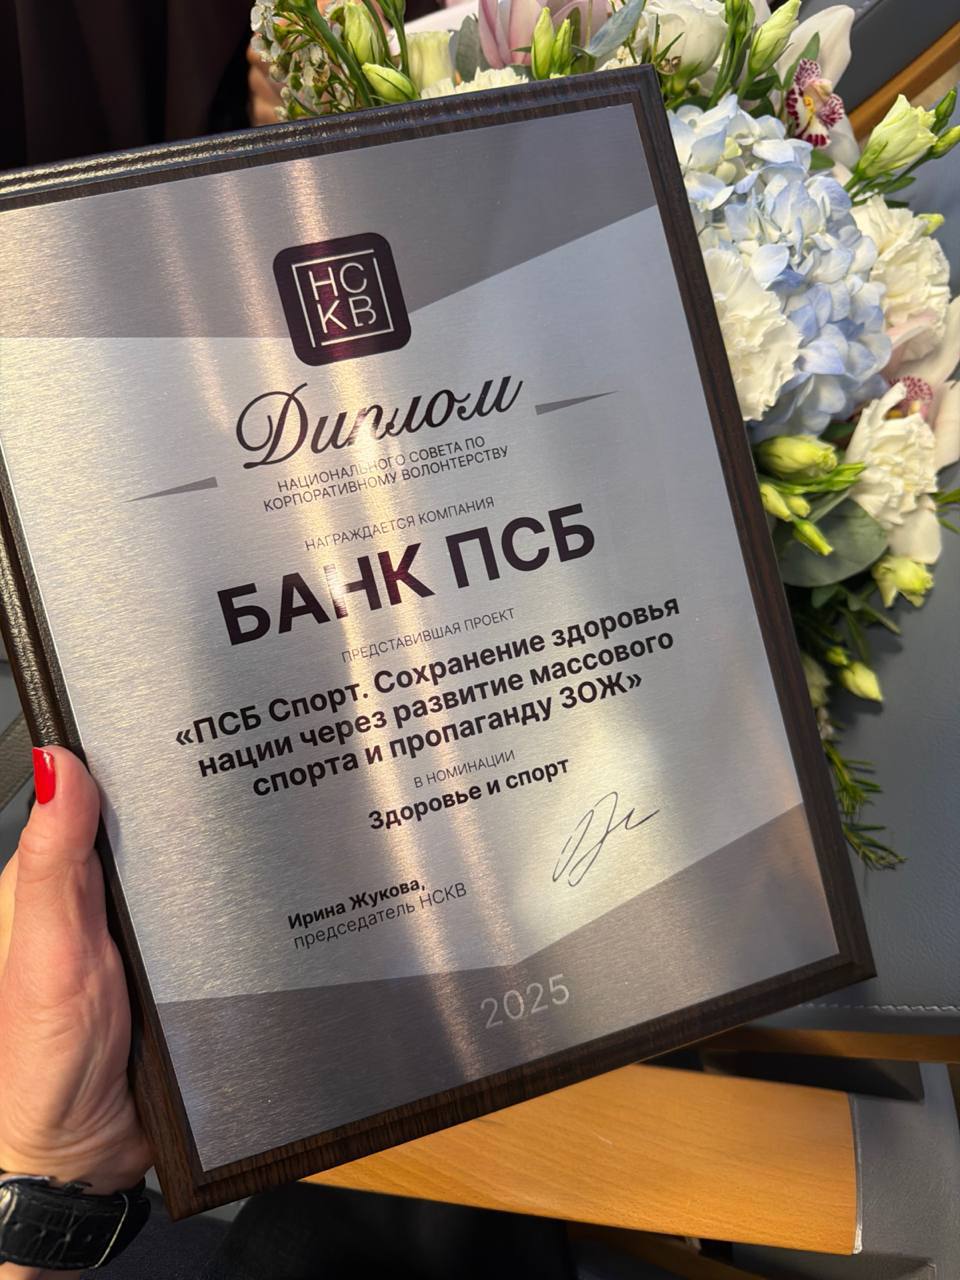 НС
КВ
Диплом
НАЦИОНАЛЬНОГО СОВЕТА ПО
КОРПОРАТИВНОМУ ВОЛОНТЕРСТВУ
НАГРАЖДАЕТСЯ КОМПАНИЯ
БАНК ПСБ
ПРЕДСТАВИВШАЯ ПРОЕКТ
«ПСБ Спорт. Сохранение здоровья
нации через развитие массового
спорта и пропаганду ЗОЖ»
В НОМИНАЦИИ
Здоровье и спорт
Ирина Жукова,
председатель НСКВ
2025